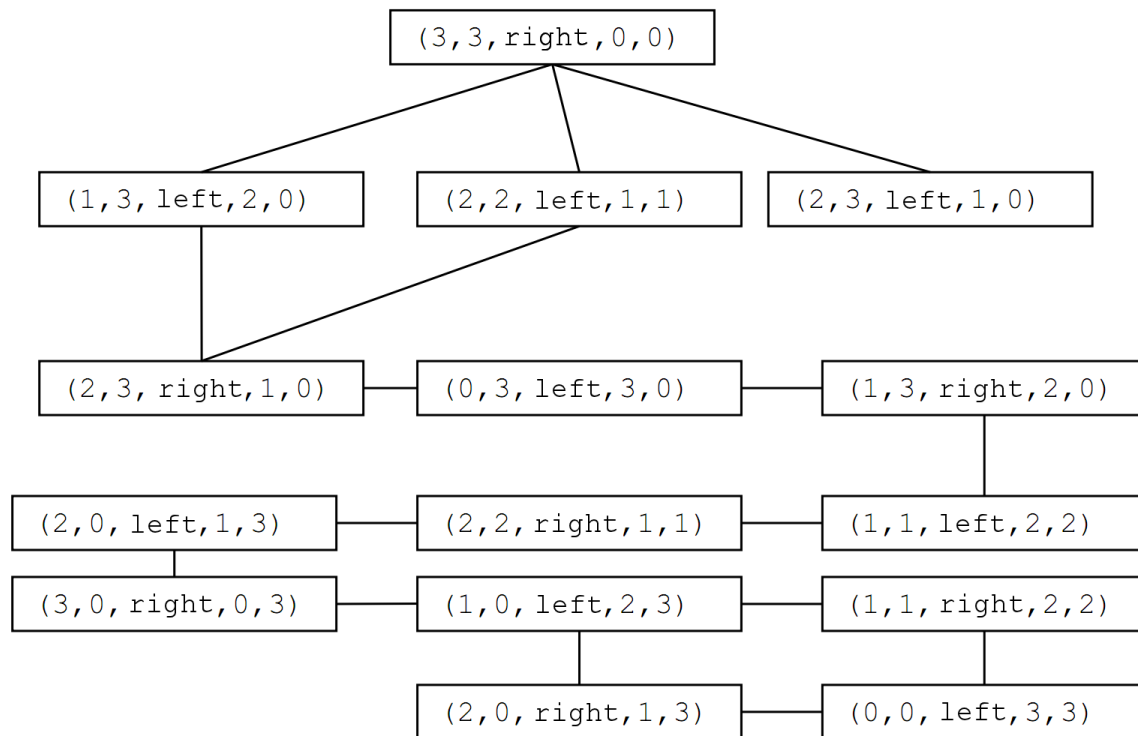 (3,3,right,0,0)
(1,3,left,2,0)
(2,2,left,1,1)
(2,3,left,1,0)
(2,3,right,1,0)
(0,3,left,3,0)
(1,3,right,2,0)
(2,0,left,1,3)
(2,2,right,1,1)
(1,1,left,2,2)
(3,0,right,0,3)
(1,0,left,2,3)
(1,1,right,2,2)
(2,0,right,1,3)
(0,0,left,3,3)